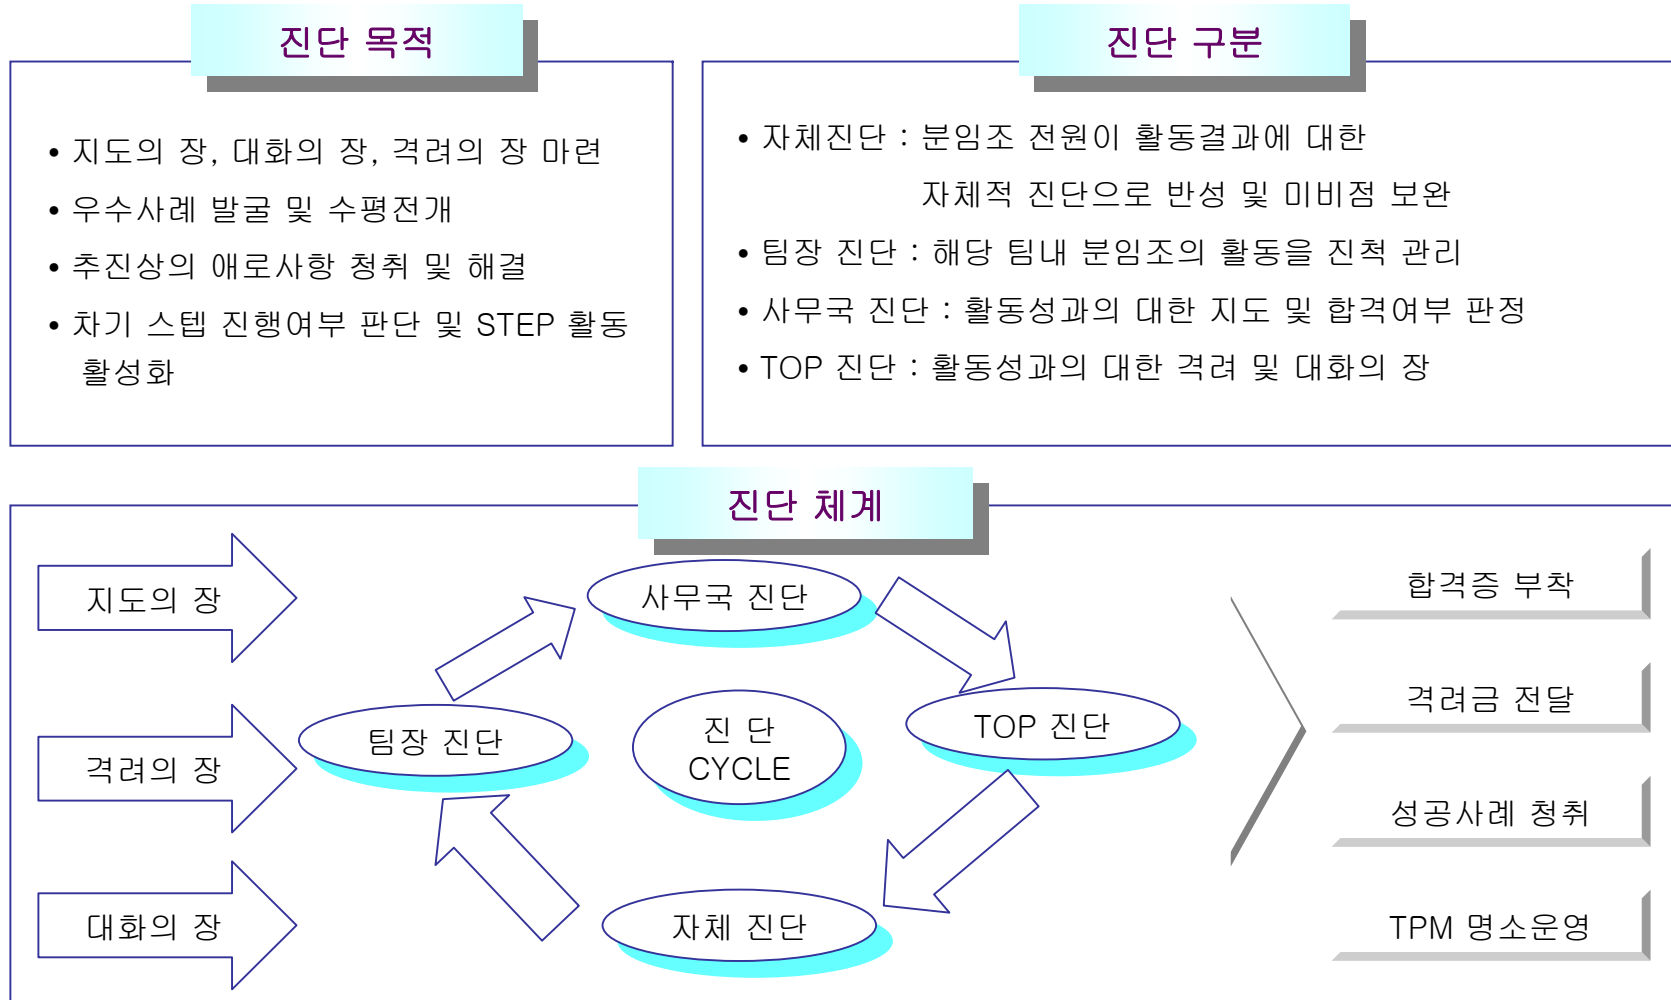 진단 목적
• 지도의 장, 대화의 장, 격려의 장 마련
• 우수사례 발굴 및 수평전개
• 추진상의 애로사항 청취 및 해결
• 차기 스텝 진행여부 판단 및 STEP 활동
활성화
진단 구분
• 자체진단 : 분임조 전원이 활동결과에 대한
자체적 진단으로 반성 및 미비점 보완
• 팀장 진단 : 해당 팀내 분임조의 활동을 진척 관리
• 사무국 진단 : 활동성과의 대한 지도 및 합격여부 판정
• TOP 진단 : 활동성과의 대한 격려 및 대화의 장
진단 체계
지도의 장
격려의 장
대화의 장
사무국 진단
팀장 진단
진 단
CYCLE
TOP 진단
자체 진단
합격증 부착
격려금 전달
성공사례 청취
TPM 명소운영